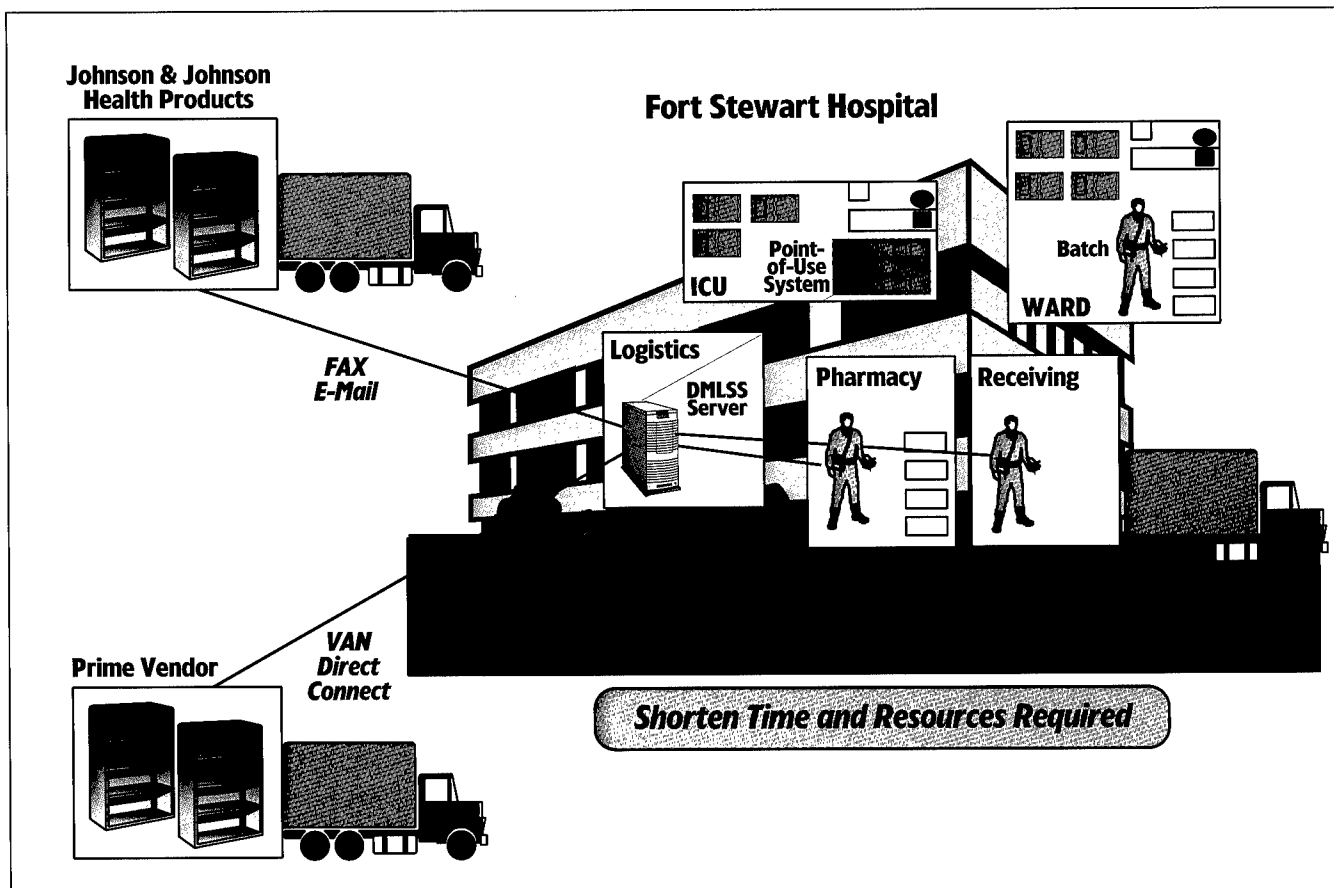 Johnson & Johnson
Health Products
Fort Stewart Hospital
Point-
of-Use
System
ICU
Batch
WARD
FAX
E-Mail
Logistics
DMLSS
Server
Pharmacy
Receiving
VAN
Direct
Connect
Prime Vendor
Shorten Time and Resources Required